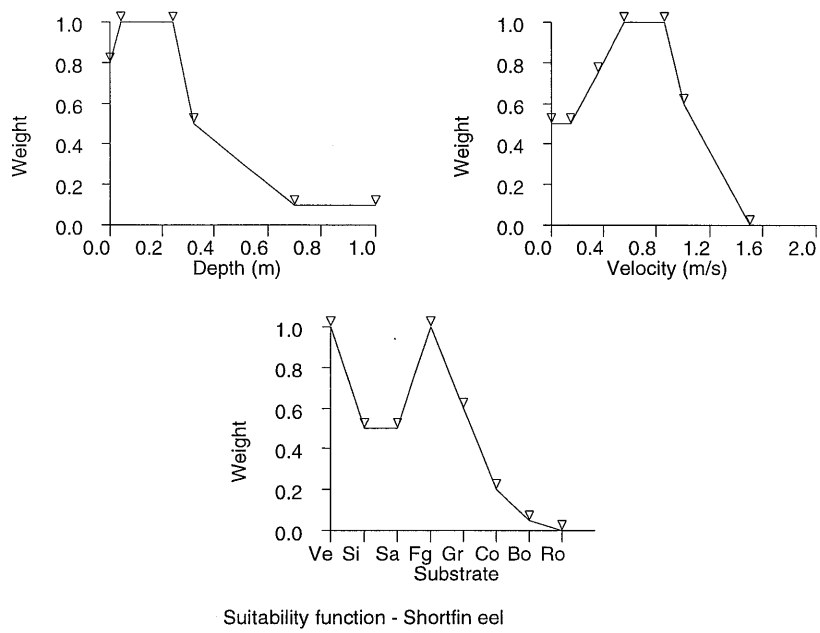 1.0
0.8
0.6
0.4
0.2
0.0
Weight
0.0 0.2 0.4 0.6 0.8 1.0
Depth (m)
1.0
0.8
0.6
0.4
0.2
0.0
Weight
0.0 0.4 0.8 1.2 1.6 2.0
Velocity (m/s)
1.0
0.8
0.6
0.4
0.2
0.0
Weight
Ve Si Sa Fg Gr Co Bo Ro
Substrate
Suitability function - Shortfin eel